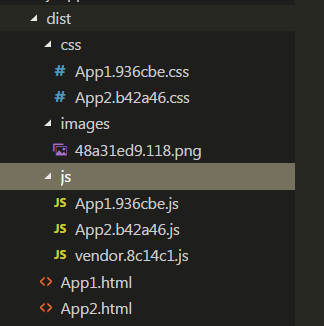 dist
css
# App1.936cbe.css
# App2.b42a46.css
images
48a31ed9.118.png
js
JS App1.936cbe.js
JS App2.b42a46.js
JS vendor.8c14c1.js
<> App1.html
<> App2.html